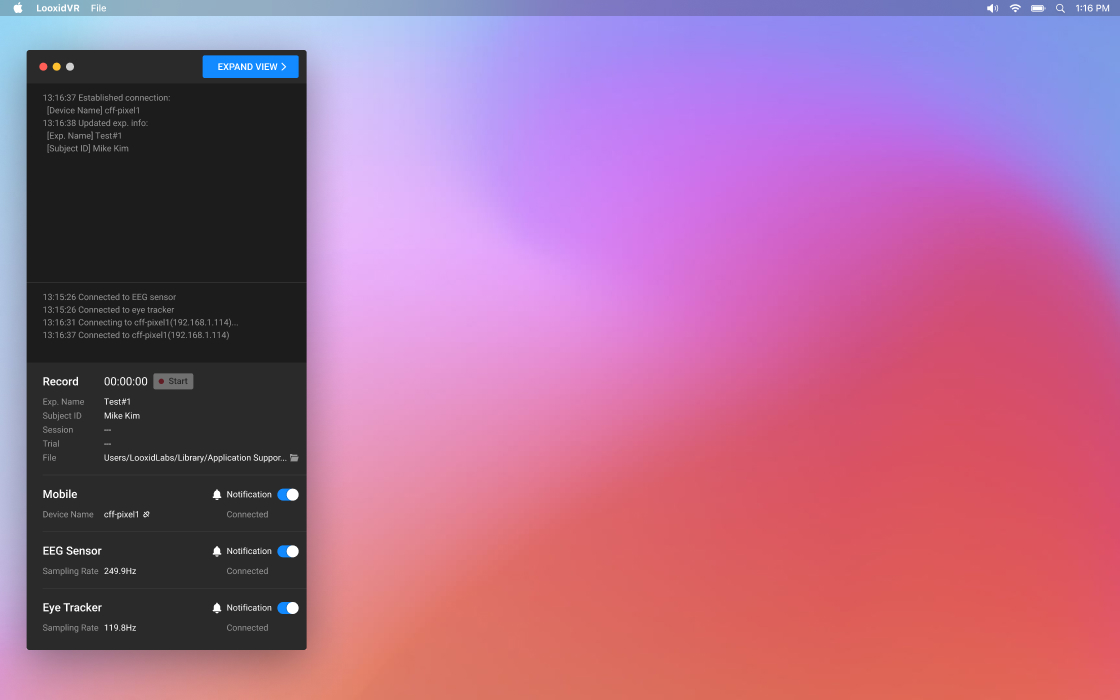 LooxidVR File 1:16 PM
EXPAND VIEW
13:16:37 Established connection:
[Device Name] cff-pixel1
13:16:38 Updated exp. info:
[Exp. Name] Test#1
[Subject ID] Mike Kim
13:15:26 Connected to EEG sensor
13:15:26 Connected to eye tracker
13:16:31 Connecting to cff-pixel1(192.168.1.114)...
13:16:37 Connected to cff-pixel1(192.168.1.114)
Record 00:00:00 Start
Exp. Name Test#1
Subject ID Mike Kim
Session ---
Trial ---
File Users/LooxidLabs/Library/Application Suppor...
Mobile Notification
Device Name cff-pixel1 Connected
EEG Sensor Notification
Sampling Rate 249.9Hz Connected
Eye Tracker Notification
Sampling Rate 119.8Hz Connected